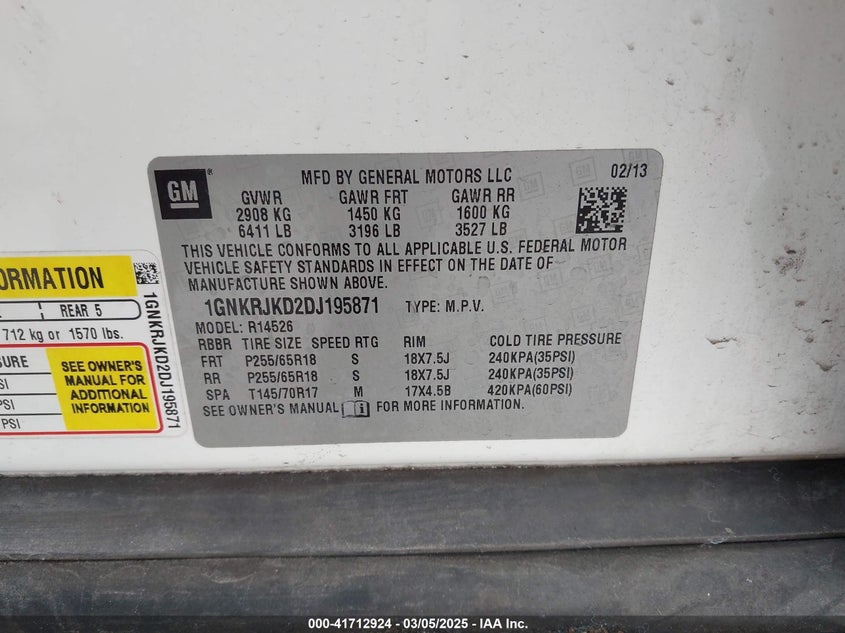 GM
MFD BY GENERAL MOTORS LLC 02/13
GVWR GAWR FRT GAWR RR
2908 KG 1450 KG 1600 KG
6411 LB 3196 LB 3527 LB
THIS VEHICLE CONFORMS TO ALL APPLICABLE U.S. FEDERAL MOTOR
VEHICLE SAFETY STANDARDS IN EFFECT ON THE DATE OF
MANUFACTURE SHOWN ABOVE.
1GNKRJKD2DJ195871 TYPE: M.P.V.
MODEL: R14526
RBBR TIRE SIZE SPEED RTG RIM COLD TIRE PRESSURE
FRT P255/65R18 S 18X7.5J 240KPA(35PSI)
RR P255/65R18 S 18X7.5J 240KPA(35PSI)
SPA T145/70R17 M 17X4.5B 420KPA(60PSI)
SEE OWNER'S MANUAL FOR MORE INFORMATION.
ORMATION
REAR 5
712 kg or 1570 lbs.
SURE
PSI
PSI
PSI
SEE OWNER'S
MANUAL FOR
ADDITIONAL
INFORMATION
1GNKRJKD2DJ195871
000-41712924 - 03/05/2025 - IAA Inc.